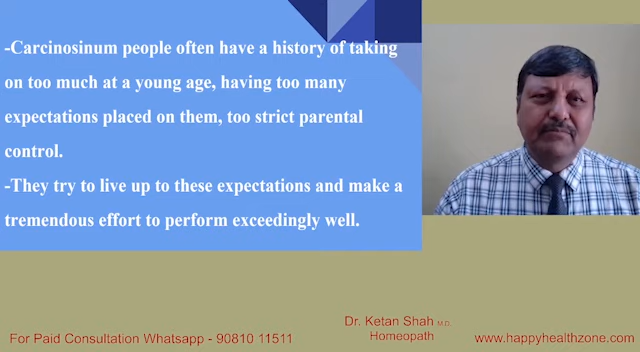 -Carcinosinum people often have a history of taking
on too much at a young age, having too many
expectations placed on them, too strict parental
control.
-They try to live up to these expectations and make a
tremendous effort to perform exceedingly well.
Dr. Ketan Shah M.D.
Homeopath
For Paid Consultation Whatsapp - 90810 11511
www.happyhealthzone.com